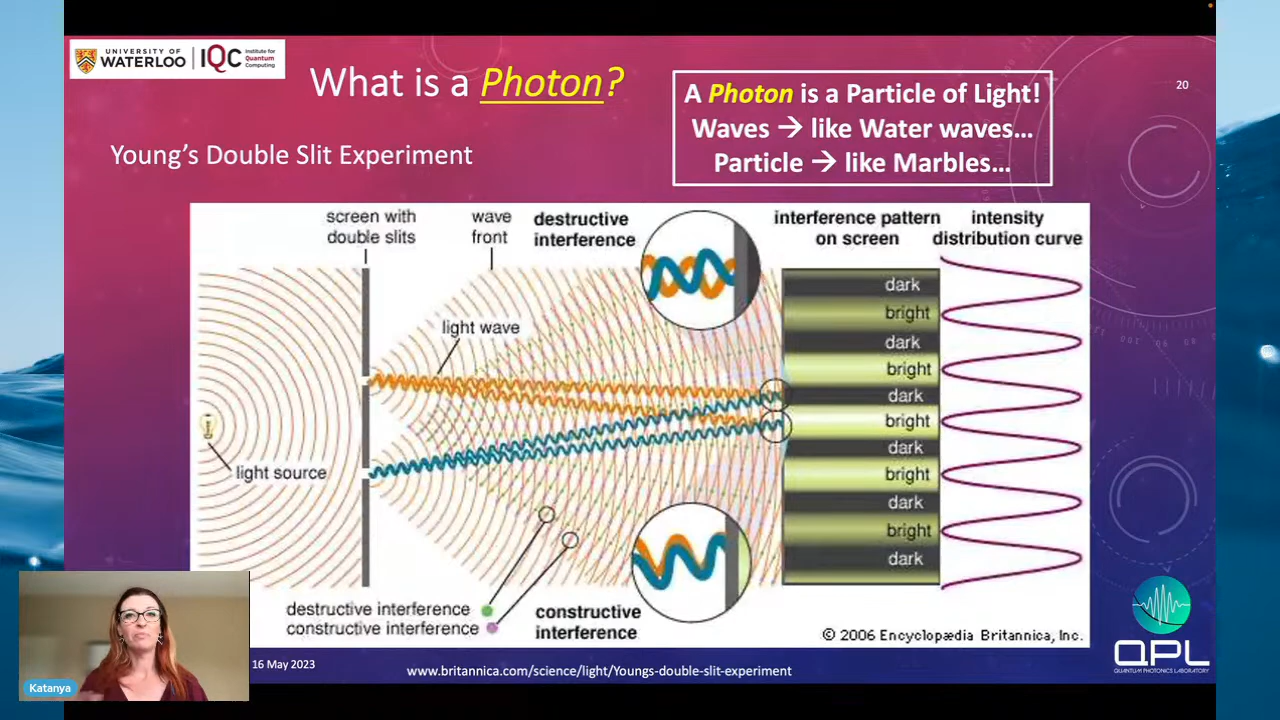 UNIVERSITY OF
WATERLOO
IQC
Institute for
Quantum
Computing
What is a Photon?
A Photon is a Particle of Light!
Waves → like Water waves...
Particle → like Marbles...
20
Young's Double Slit Experiment
screen with
double slits
wave
front
destructive
interference
interference pattern
on screen
intensity
distribution curve
light wave
light source
dark
bright
dark
bright
dark
bright
dark
bright
dark
bright
dark
destructive interference
constructive interference
constructive
interference
© 2006 Encyclopædia Britannica, Inc.
QPL
QUANTUM PHOTONICS LABORATORY
16 May 2023
www.britannica.com/science/light/Youngs-double-slit-experiment
Katanya